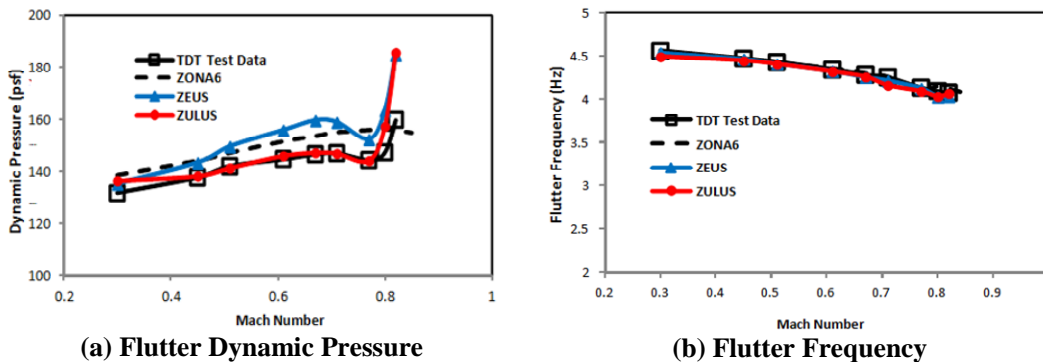 200
180
160
140
120
100
Dynamic Pressure (psf)
TDT Test Data
ZONA6
ZEUS
ZULUS
0.2
0.4
0.6
0.8
1
Mach Number
(a) Flutter Dynamic Pressure
5
4.5
4
3.5
3
2.5
2
Flutter Frequency (Hz)
TDT Test Data
ZONA6
ZEUS
ZULUS
0.2
0.3
0.4
0.5
0.6
0.7
0.8
0.9
Mach Number
(b) Flutter Frequency